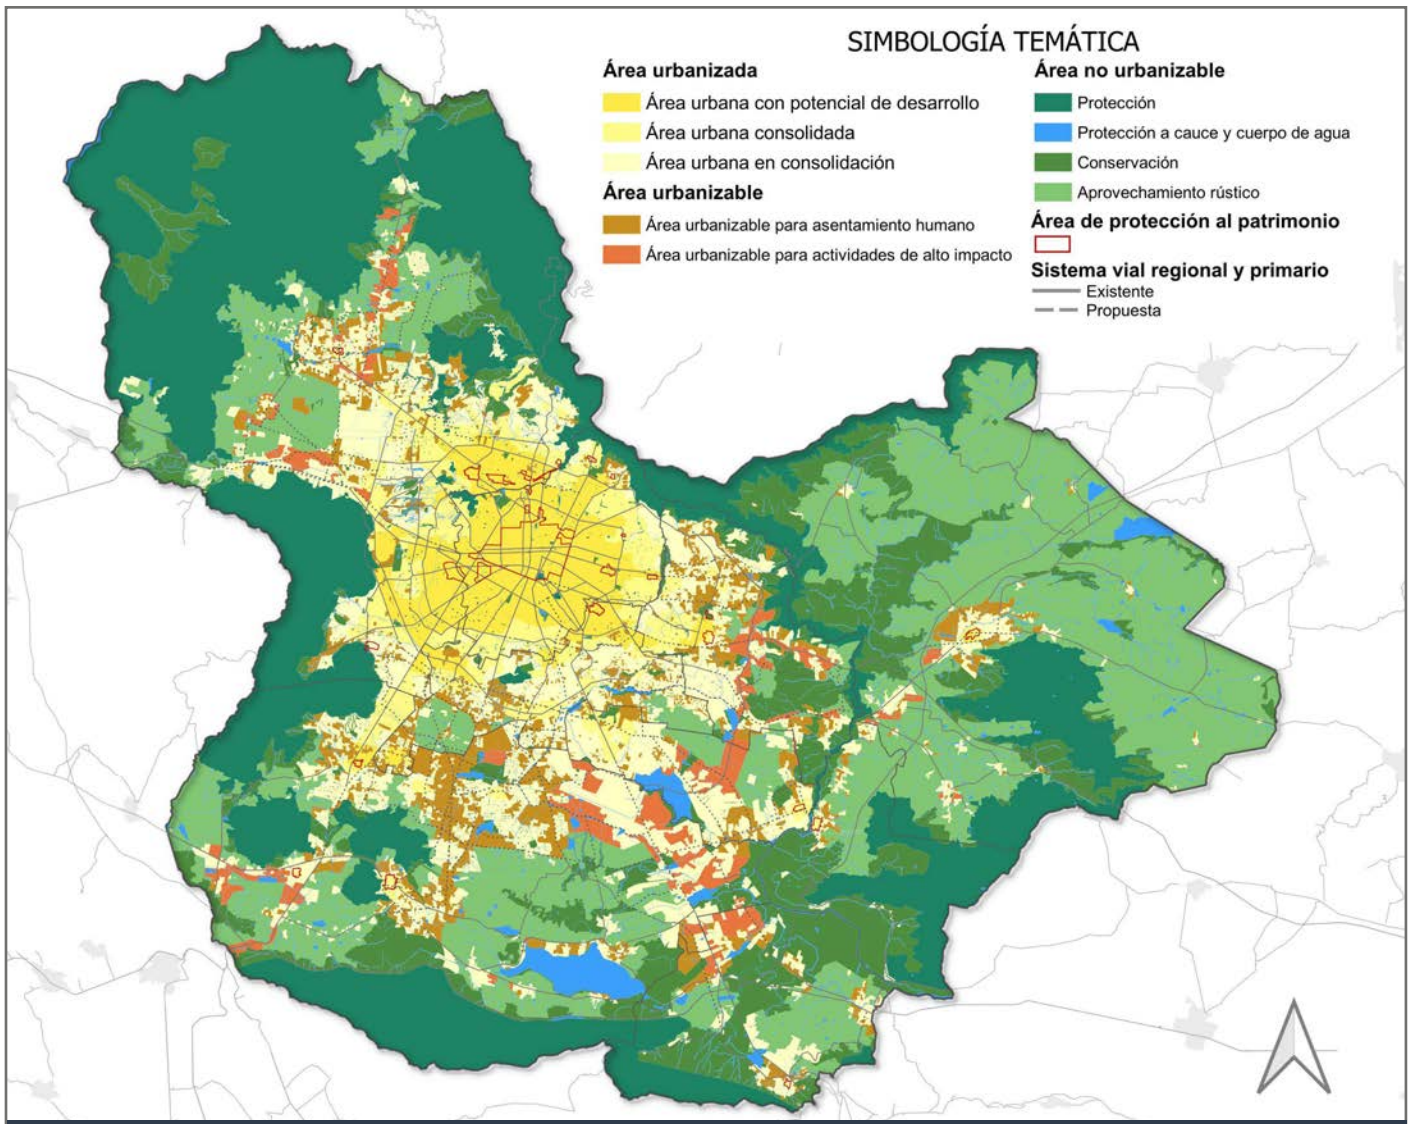 SIMBOLOGÍA TEMÁTICA
Área urbanizada
Área urbana con potencial de desarrollo
Área urbana consolidada
Área urbana en consolidación
Área urbanizable
Área urbanizable para asentamiento humano
Área urbanizable para actividades de alto impacto
Área no urbanizable
Protección
Protección a cauce y cuerpo de agua
Conservación
Aprovechamiento rústico
Área de protección al patrimonio
Sistema vial regional y primario
Existente
Propuesta